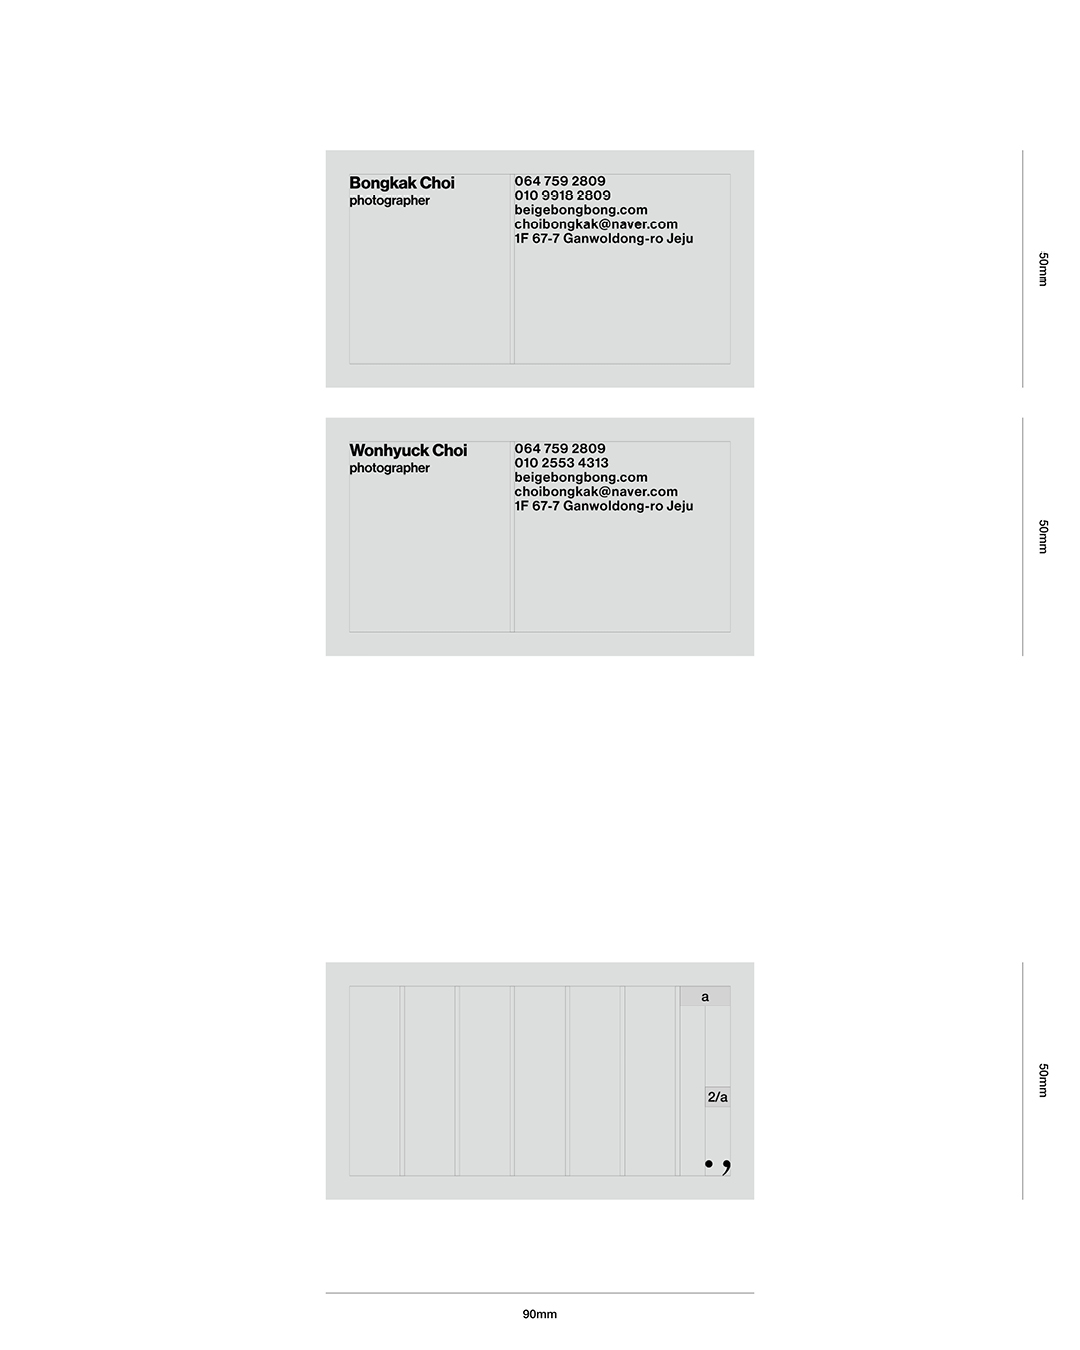 Bongkak Choi
photographer
064 759 2809
010 9918 2809
beigebongbong.com
choibongkak@naver.com
1F 67-7 Ganwoldong-ro Jeju
50mm
Wonhyuck Choi
photographer
064 759 2809
010 2553 4313
beigebongbong.com
choibongkak@naver.com
1F 67-7 Ganwoldong-ro Jeju
50mm
a
2/a
• ,
50mm
90mm